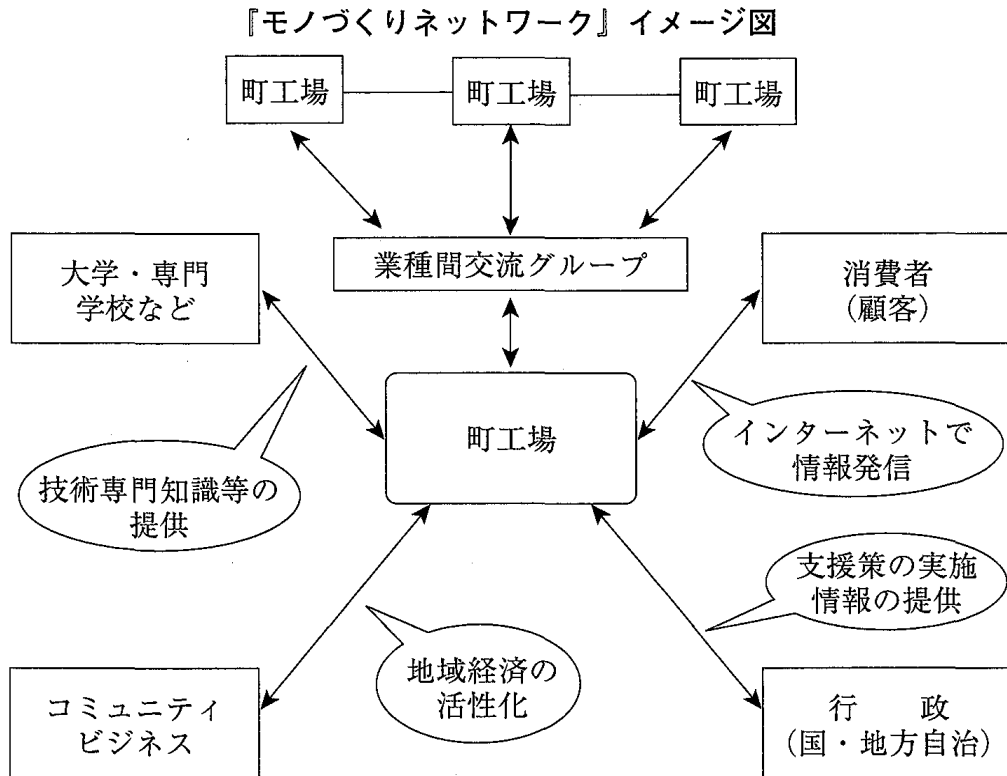 『モノづくりネットワーク』イメージ図
町工場
町工場
町工場
業種間交流グループ
大学・専門
学校など
消費者
(顧客)
町工場
インターネットで
情報発信
技術専門知識等の
提供
支援策の実施
情報の提供
地域経済の
活性化
コミュニティ
ビジネス
行　　政
(国・地方自治)